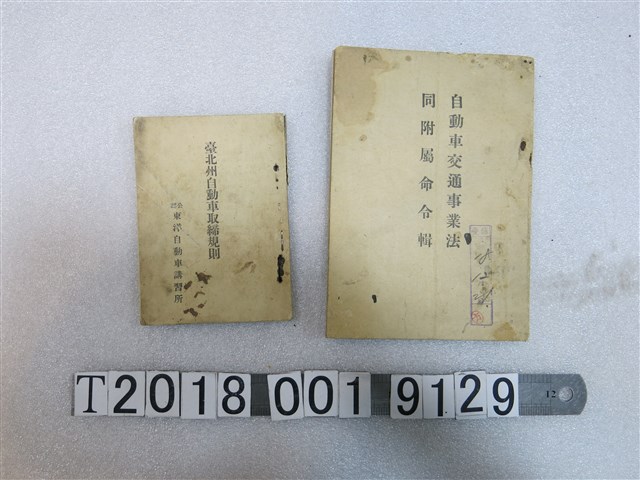 臺北州自動車取締規則
東洋自動車講習所
自動車交通事業法
同附屬命令輯
T2018 001 9129
12